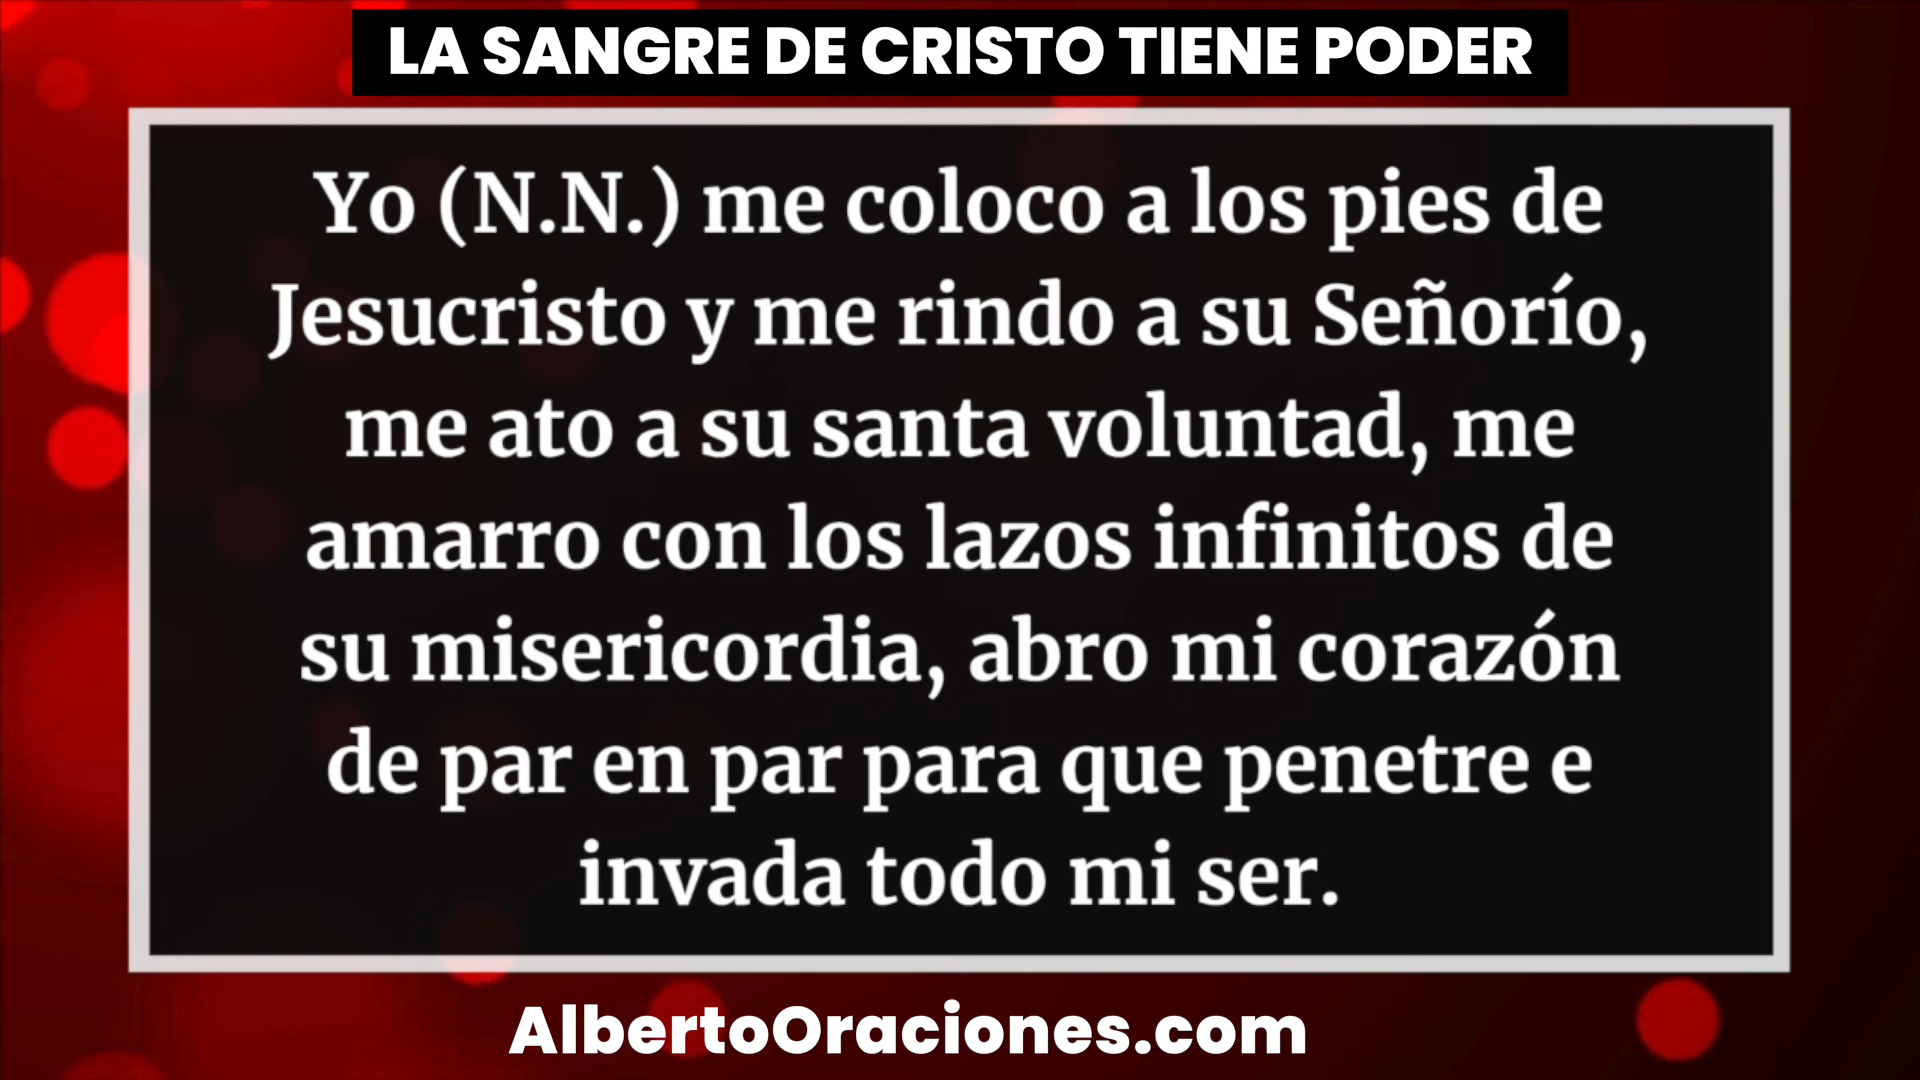 LA SANGRE DE CRISTO TIENE PODER
Yo (N.N.) me coloco a los pies de
Jesucristo y me rindo a su Señorío,
me ato a su santa voluntad, me
amarro con los lazos infinitos de
su misericordia, abro mi corazón
de par en par para que penetre e
invada todo mi ser.
AlbertoOraciones.com